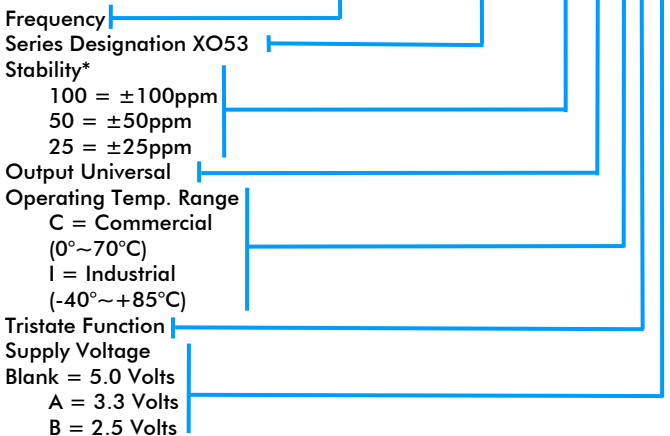 Frequency
Series Designation XO53
Stability*
100 = ±100ppm
50 = ±50ppm
25 = ±25ppm
Output Universal
Operating Temp. Range
C = Commercial
(0°~70°C)
I = Industrial
(-40°~+85°C)
Tristate Function
Supply Voltage
Blank = 5.0 Volts
A = 3.3 Volts
B = 2.5 Volts